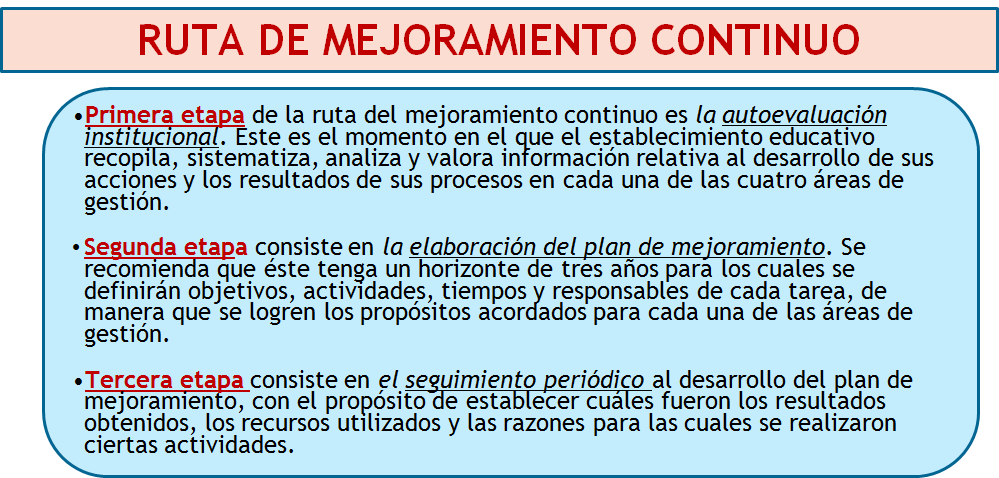 RUTA DE MEJORAMIENTO CONTINUO
•Primera etapa de la ruta del mejoramiento continuo es la autoevaluación
institucional. Este es el momento en el que el establecimiento educativo
recopila, sistematiza, analiza y valora información relativa al desarrollo de sus
acciones y los resultados de sus procesos en cada una de las cuatro áreas de
gestión.
•Segunda etapa consiste en la elaboración del plan de mejoramiento. Se
recomienda que éste tenga un horizonte de tres años para los cuales se
definirán objetivos, actividades, tiempos y responsables de cada tarea, de
manera que se logren los propósitos acordados para cada una de las áreas de
gestión.
•Tercera etapa consiste en el seguimiento periódico al desarrollo del plan de
mejoramiento, con el propósito de establecer cuáles fueron los resultados
obtenidos, los recursos utilizados y las razones para las cuales se realizaron
ciertas actividades.